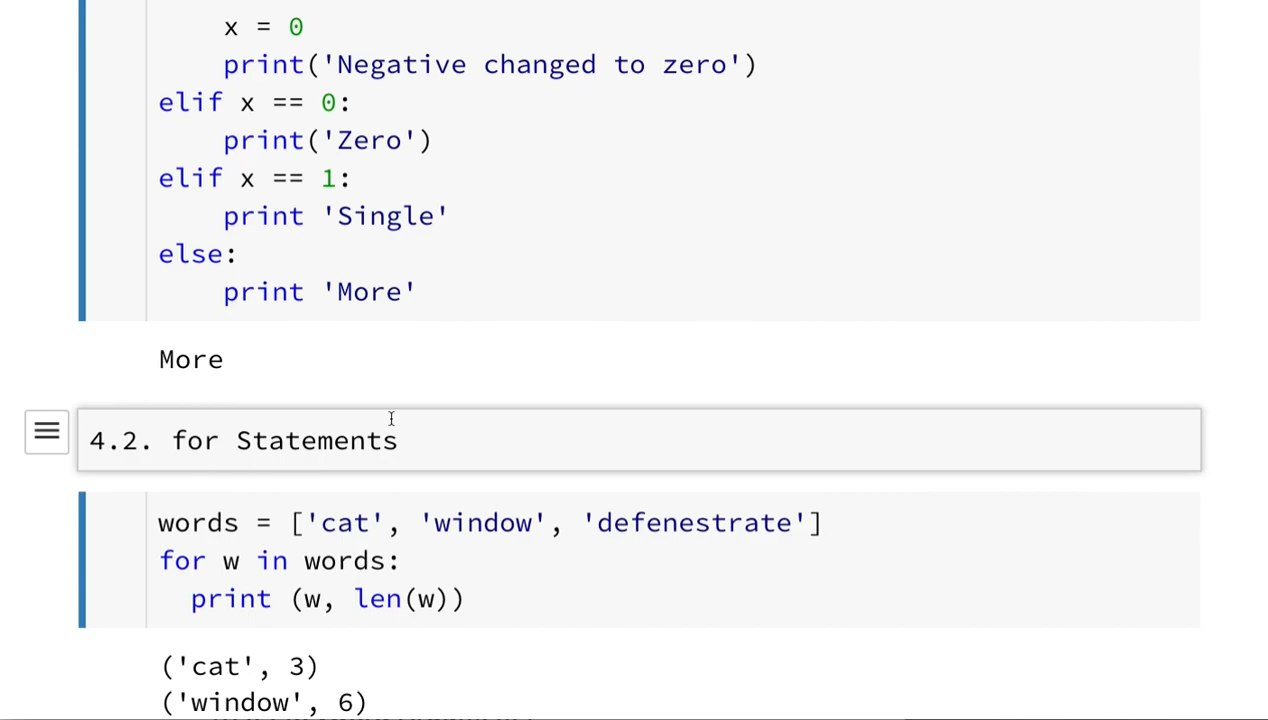 x = 0
print('Negative changed to zero')
elif x == 0:
print('Zero')
elif x == 1:
print 'Single'
else:
print 'More'
More
4.2. for Statements
words = ['cat', 'window', 'defenestrate']
for w in words:
print (w, len(w))
('cat', 3)
('window', 6)